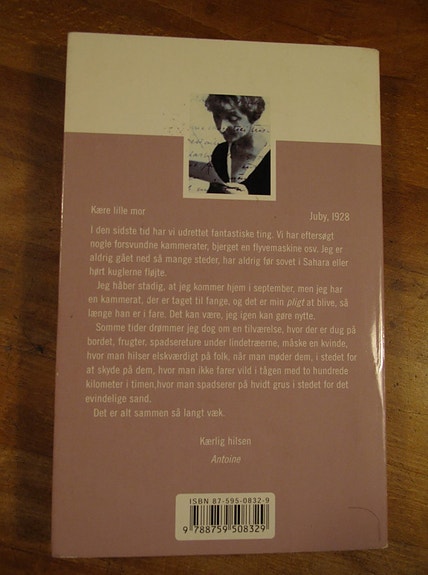 Kære lille mor
Juby, 1928
I den sidste tid har vi udrettet fantastiske ting. Vi har eftersøgt
nogle forsvundne kammerater, bjerget en flyvemaskine osv. Jeg er
aldrig gået ned så mange steder, har aldrig før sovet i Sahara eller
hørt kuglerne fløjte.
Jeg håber stadig, at jeg kommer hjem i september, men jeg har
en kammerat, der er taget til fange, og det er min pligt at blive, så
længe han er i fare. Det kan være, jeg igen kan gøre nytte.
Somme tider drømmer jeg dog om en tilværelse, hvor der er dug på
bordet, frugter, spadsereture under lindetræerne, måske en kvinde,
hvor man hilser elskværdigt på folk, når man møder dem, i stedet for
at skyde på dem, hvor man ikke farer vild i tågen med to hundrede
kilometer i timen, hvor man spadserer på hvidt grus i stedet for det
evindelige sand.
Det er alt sammen så langt væk.
Kærlig hilsen
Antoine
ISBN 87-595-0832-9
9 788759 508329